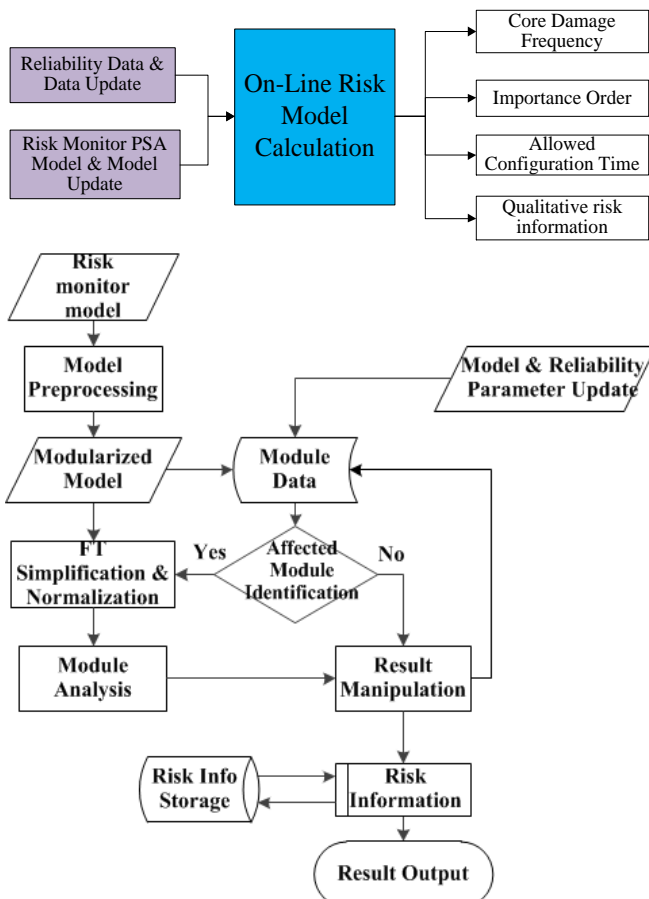 Reliability Data &
Data Update
Risk Monitor PSA
Model & Model
Update
On-Line Risk
Model
Calculation
Core Damage
Frequency
Importance Order
Allowed
Configuration Time
Qualitative risk
information
Risk
monitor
model
Model
Preprocessing
Model & Reliability
Parameter Update
Modularized
Model
Module
Data
FT
Simplification &
Normalization
Yes
Affected
Module
Identification
No
Module
Analysis
Result
Manipulation
Risk Info
Storage
Risk
Information
Result Output